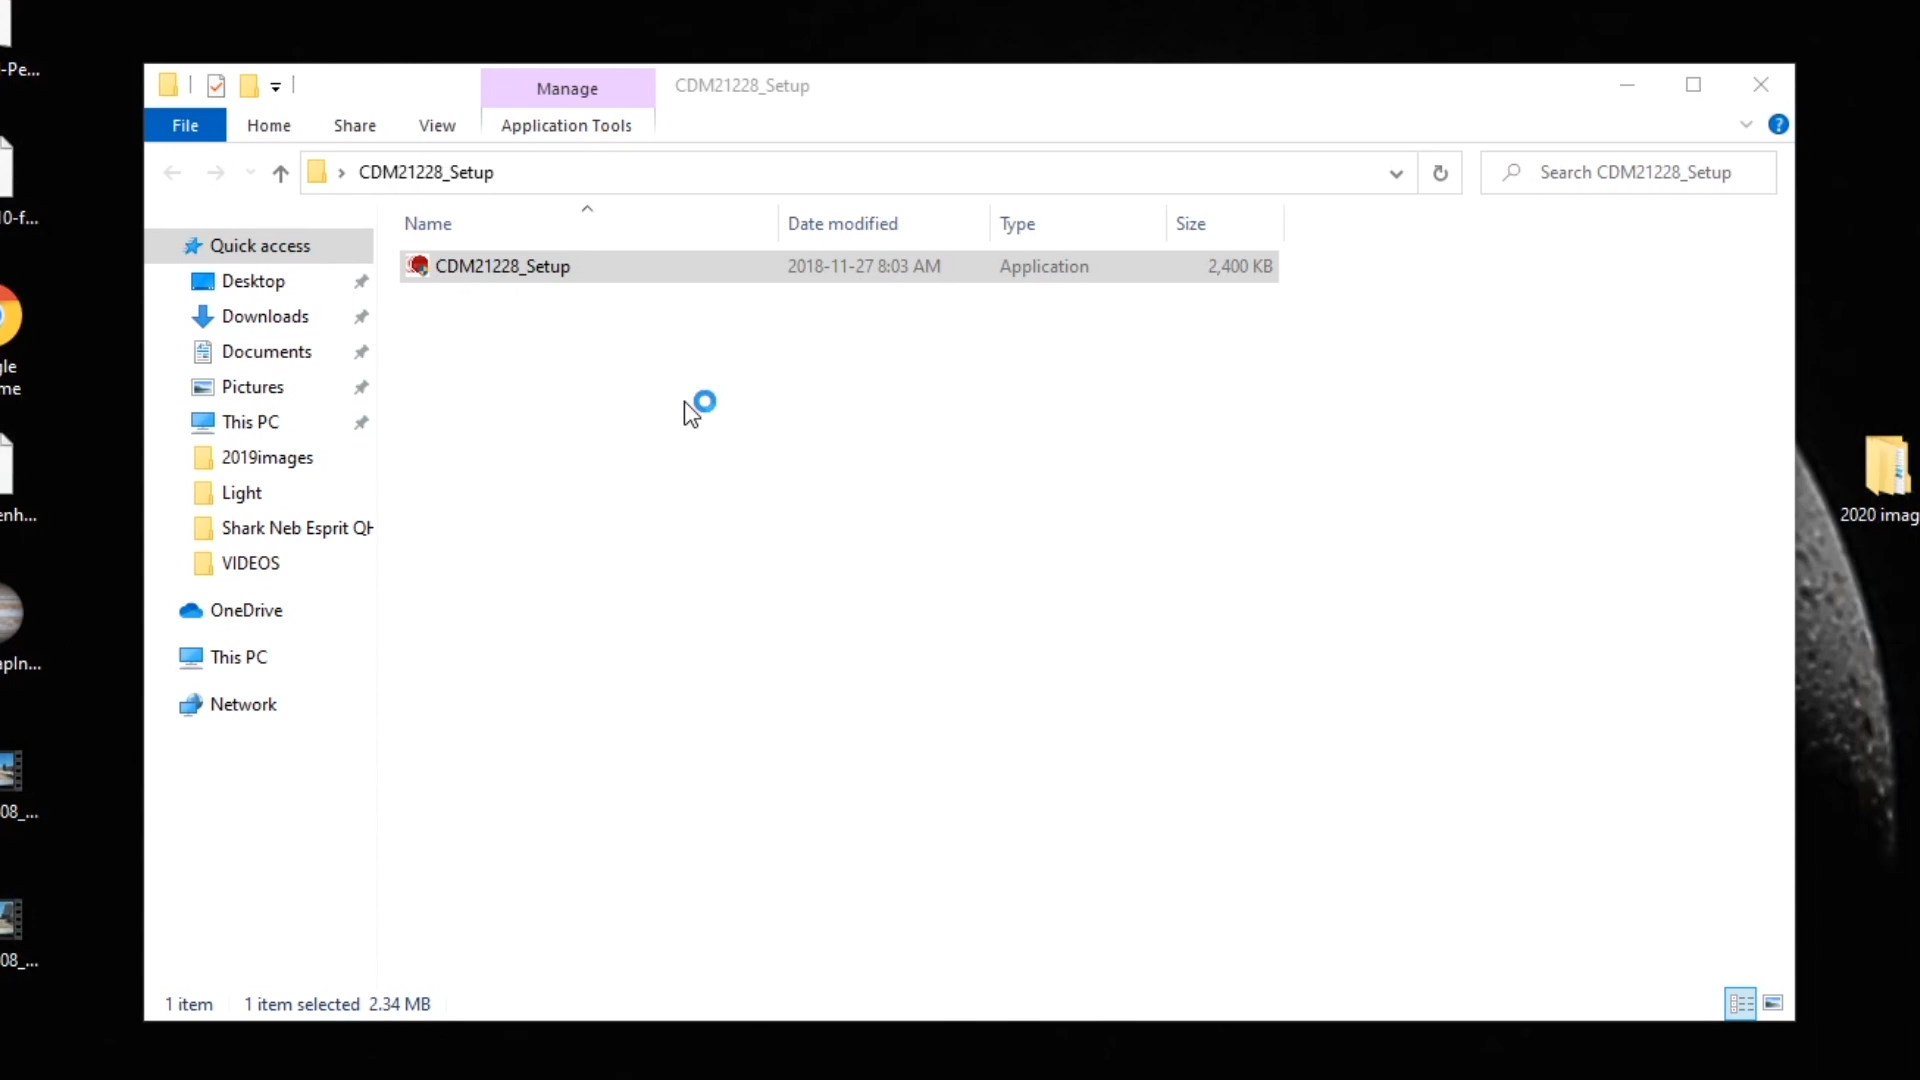 -Pe...
10-f...
gle
me
enh...
apIn...
08_...
08_...
Manage
CDM21228_Setup
File
Home
Share
View
Application Tools
?
CDM21228_Setup
Search CDM21228_Setup
Name
Date modified
Type
Size
CDM21228_Setup
2018-11-27 8:03 AM
Application
2,400 KB
Quick access
Desktop
Downloads
Documents
Pictures
This PC
2019images
Light
Shark Neb Esprit QH
VIDEOS
OneDrive
This PC
Network
1 item
1 item selected 2.34 MB
2020 imag